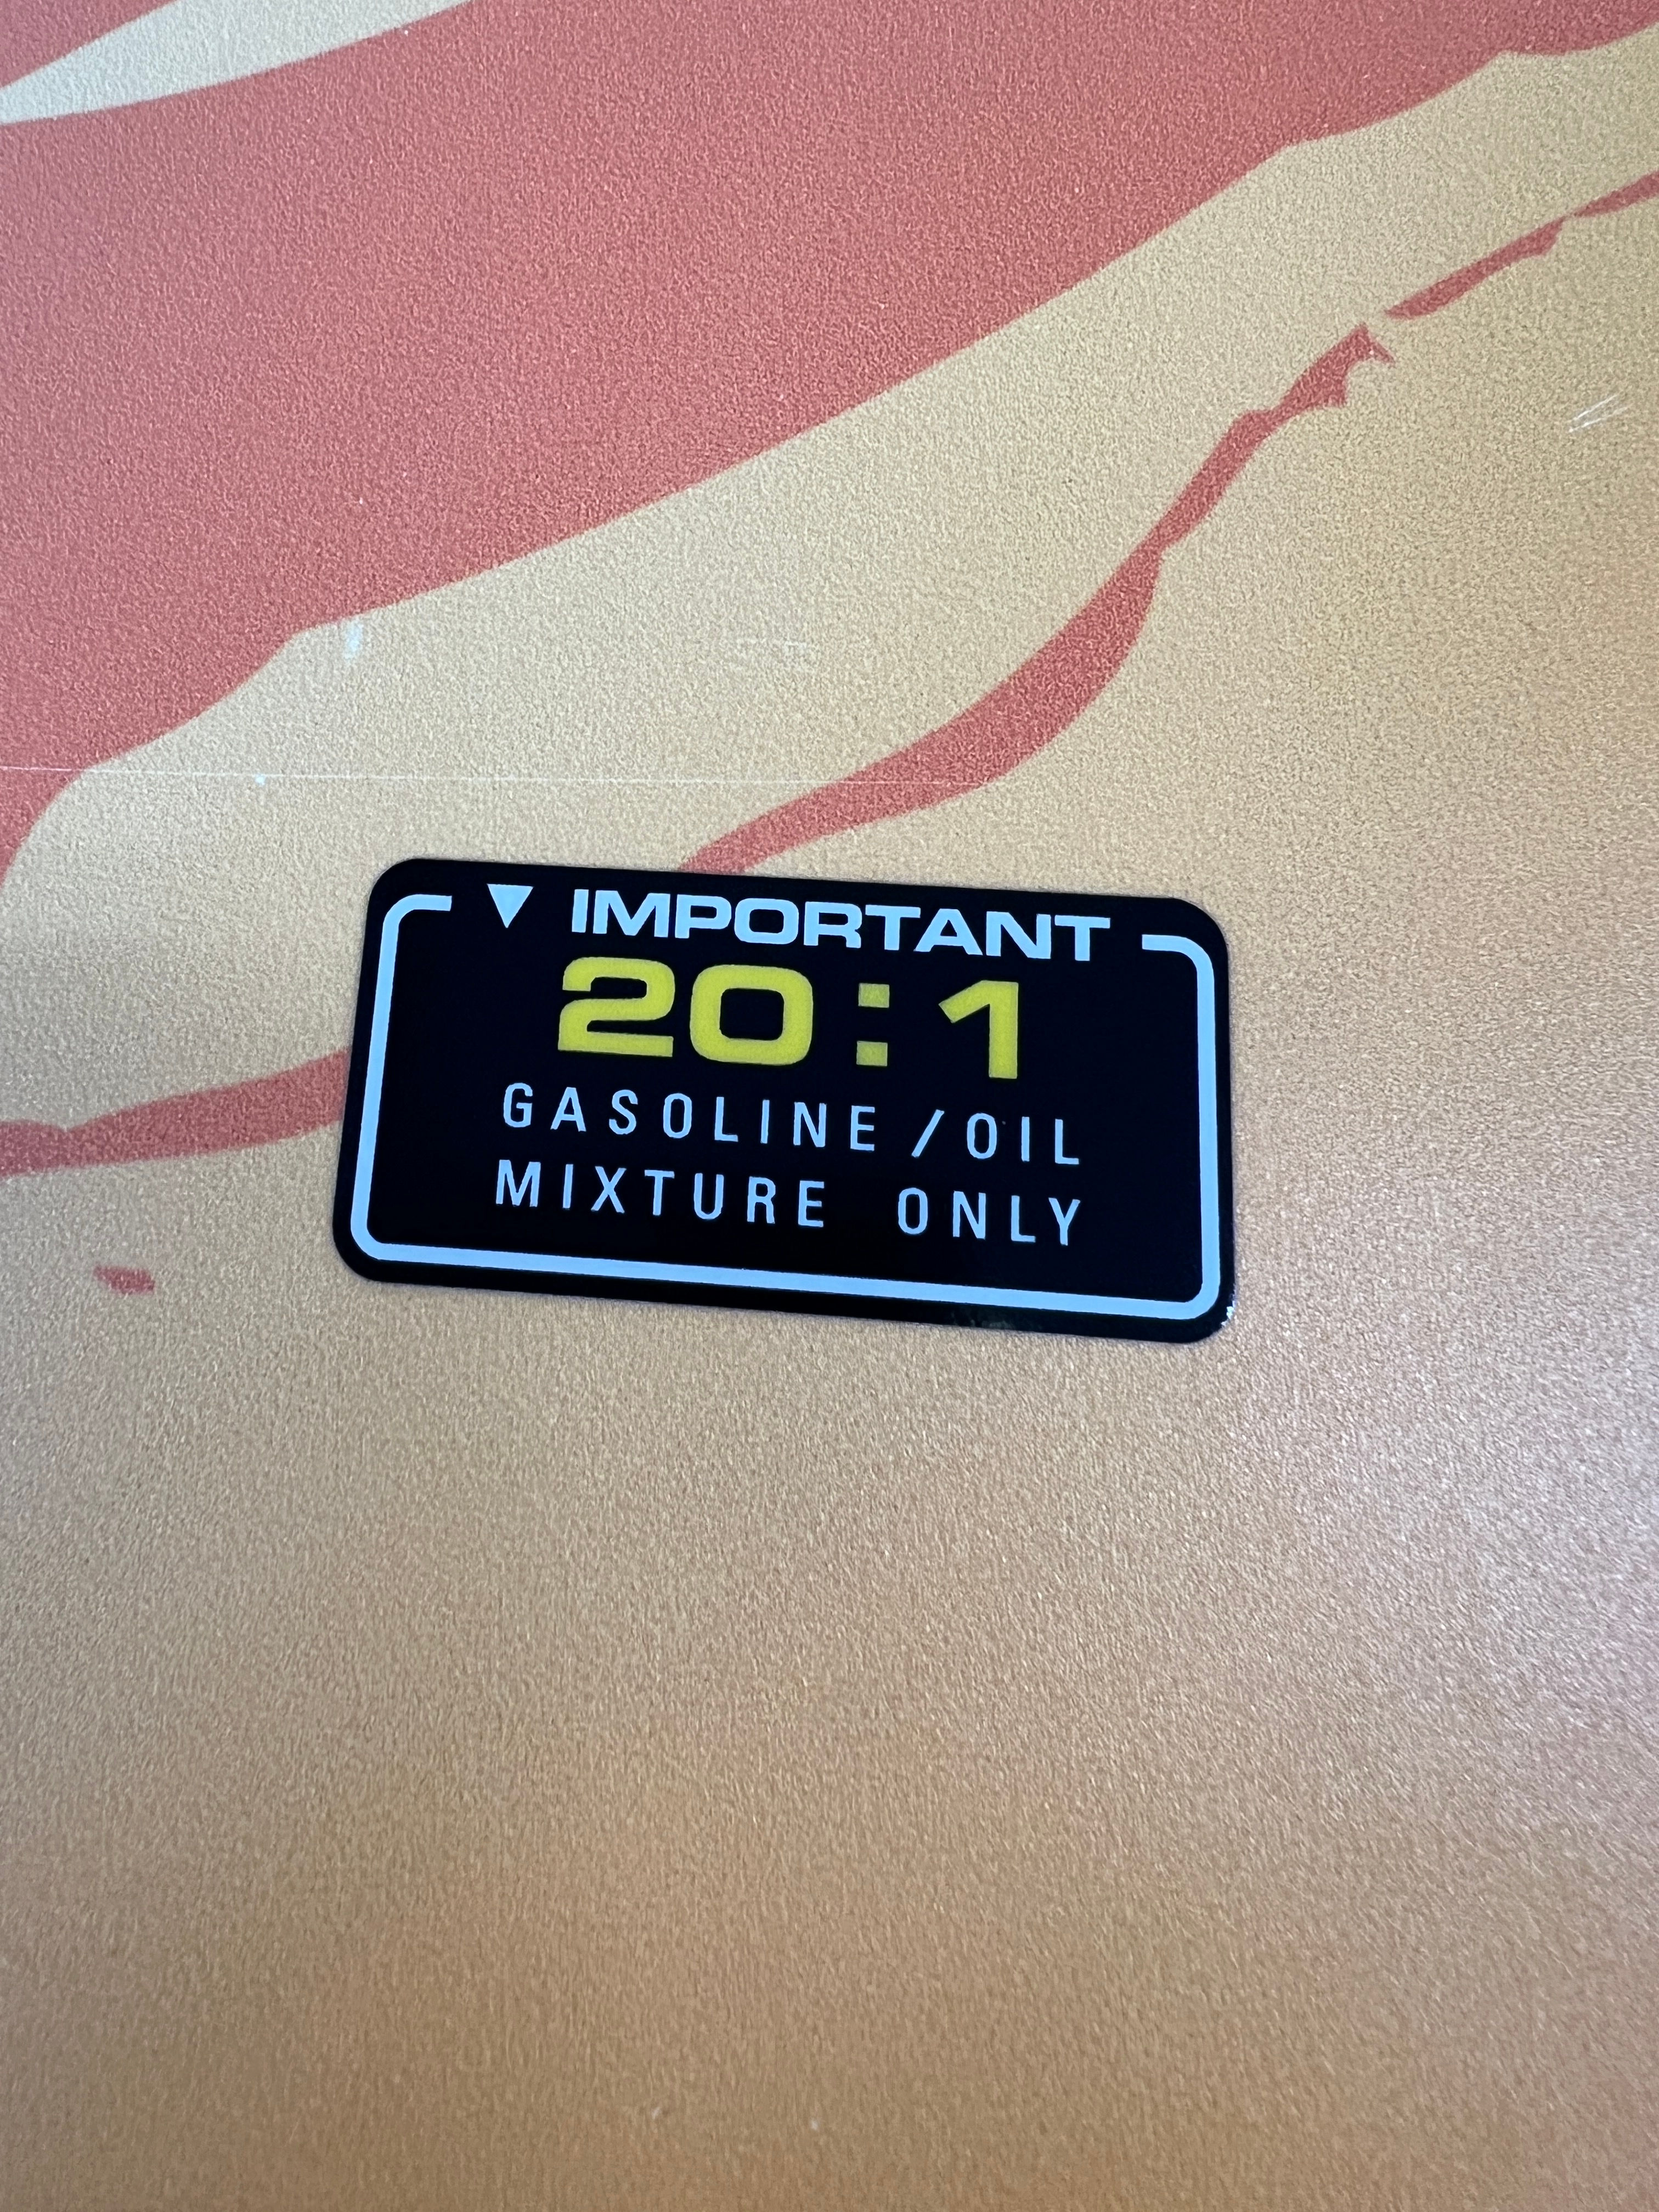 IMPORTANT
20:1
GASOLINE/OIL
MIXTURE ONLY